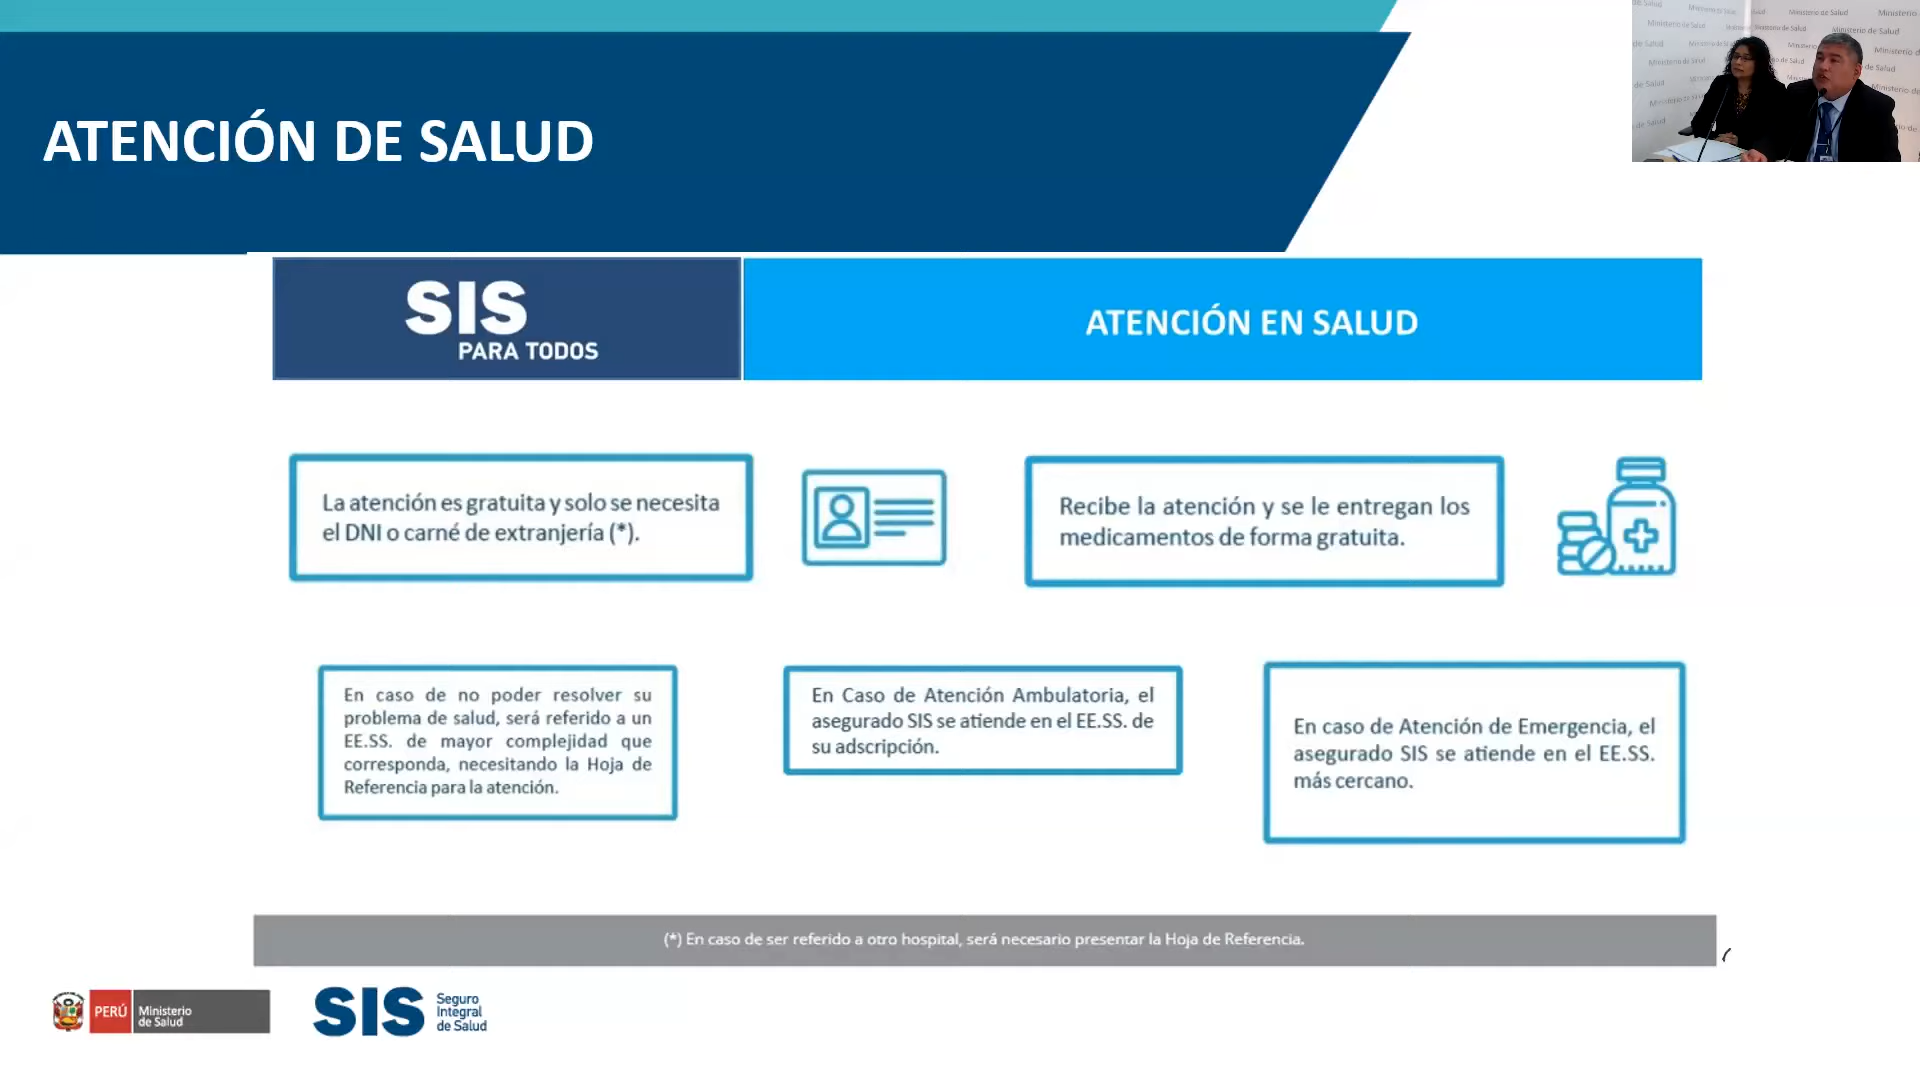 ATENCIÓN DE SALUD
Ministerio de Salud
SIS
PARA TODOS
ATENCIÓN EN SALUD
La atención es gratuita y solo se necesita
el DNI o carné de extranjería (*).
Recibe la atención y se le entregan los
medicamentos de forma gratuita.
En caso de no poder resolver su
problema de salud, será referido a un
EE.SS. de mayor complejidad que
corresponda, necesitando la Hoja de
Referencia para la atención.
En Caso de Atención Ambulatoria, el
asegurado SIS se atiende en el EE.SS. de
su adscripción.
En caso de Atención de Emergencia, el
asegurado SIS se atiende en el EE.SS.
más cercano.
(*) En caso de ser referido a otro hospital, será necesario presentar la Hoja de Referencia.
PERÚ
Ministerio
de Salud
SIS
Seguro
Integral
de Salud